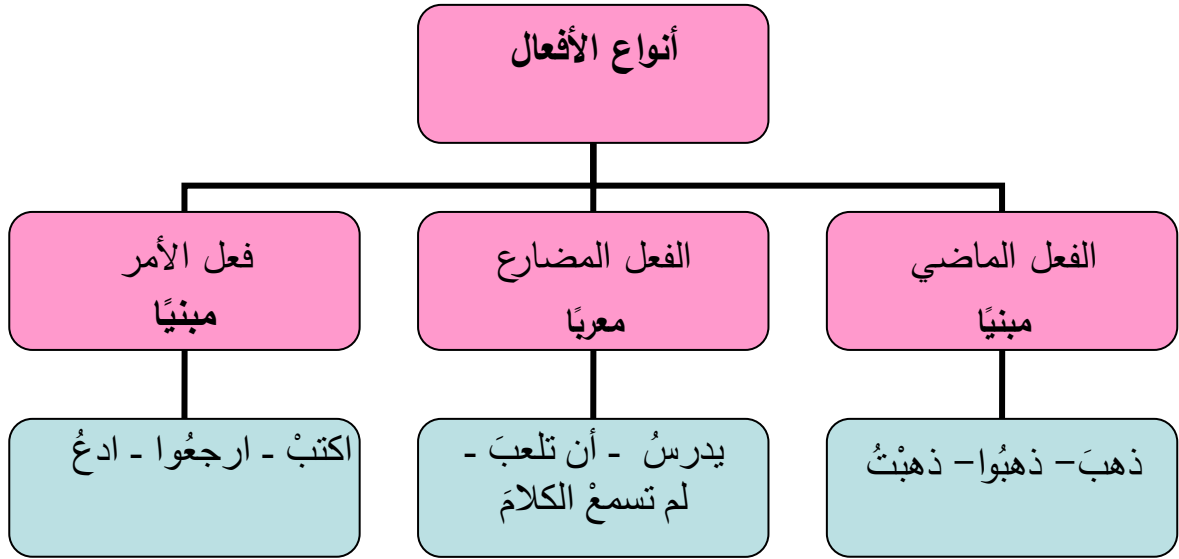 أنواع الأفعال
الفعل الماضي
مبنيًا
الفعل المضارع
معربًا
فعل الأمر
مبنيًا
ذهبَ – ذهبُوا – ذهبْتُ
يدرسُ - أن تلعبَ -
لم تسمعْ الكلامَ
اكتبْ - ارجعُوا - ادعُ